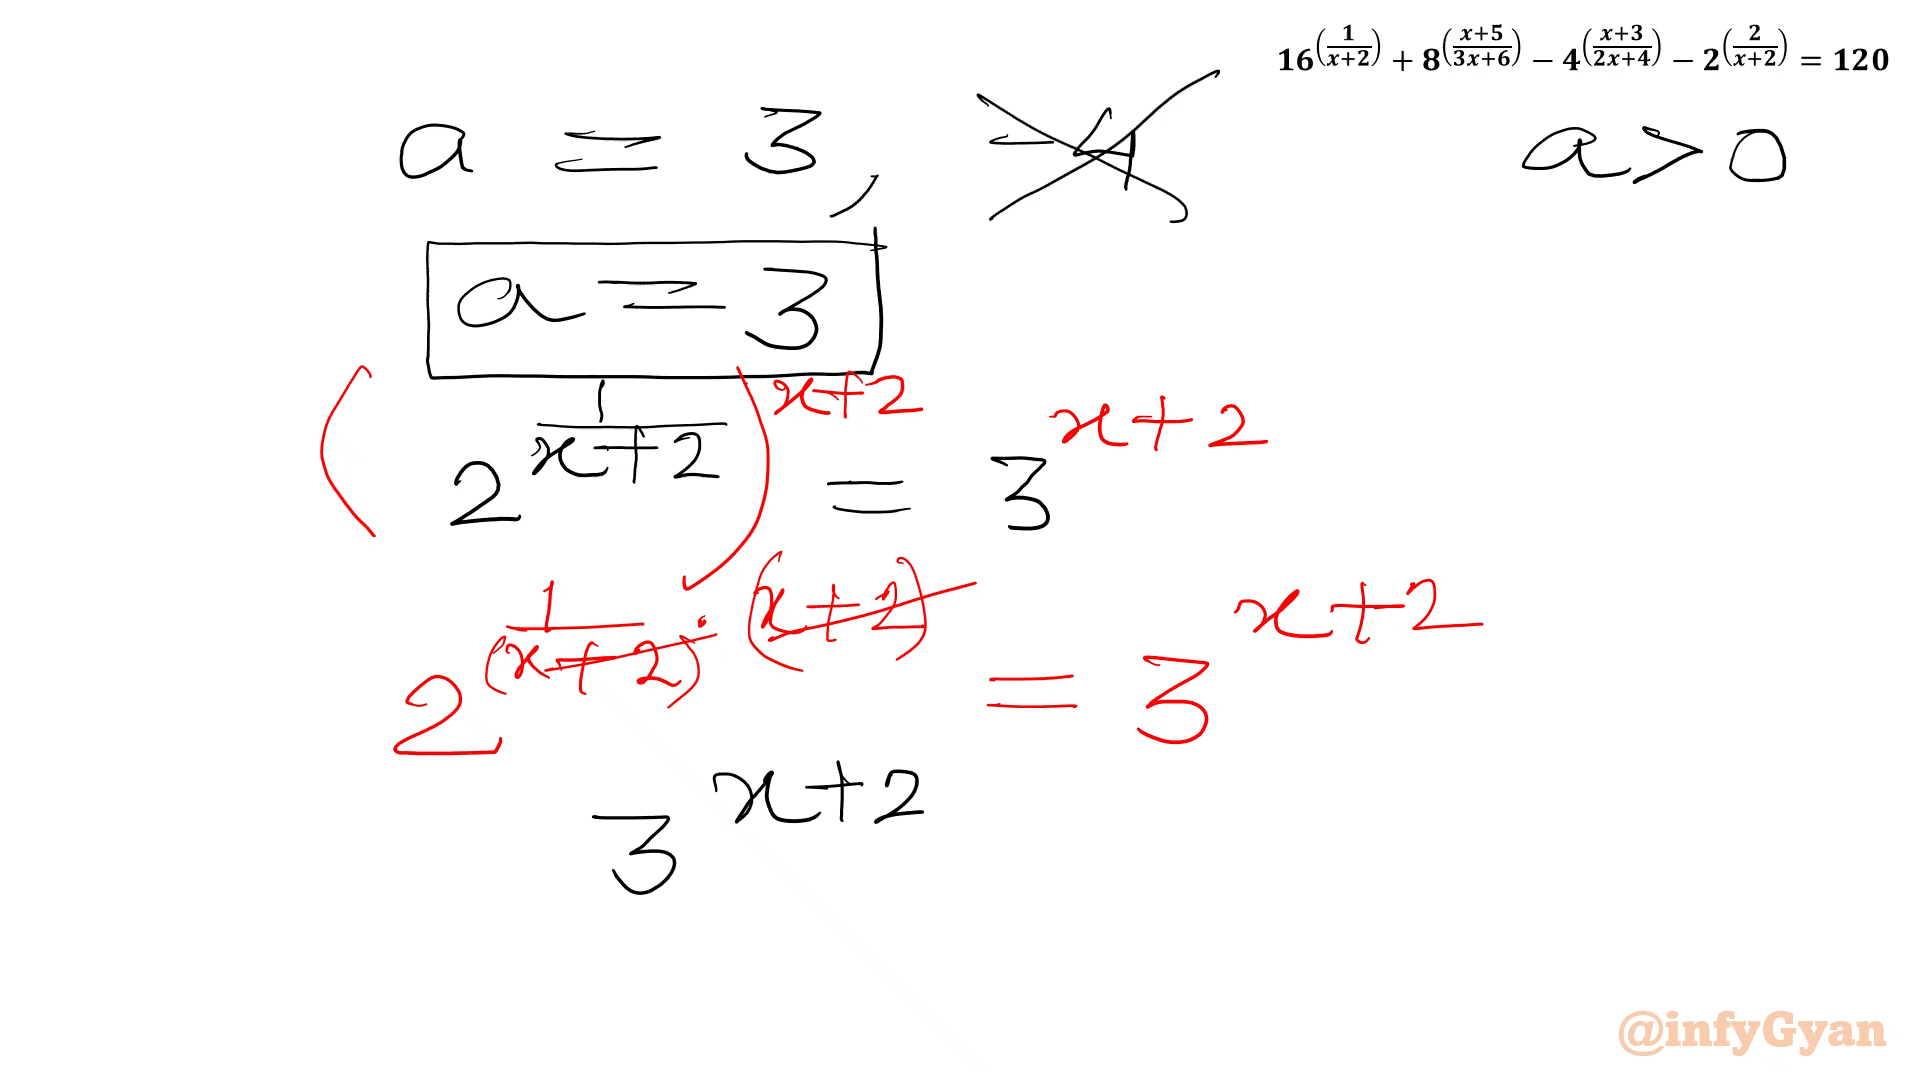 16^(1/(x+2)) + 8^((x+5)/(3x+6)) − 4^((x+3)/(2x+4)) − 2^(2/(x+2)) = 120
a = 3, -4
a > 0
a = 3
(2^(1/(x+2)))^(x+2) = 3^(x+2)
2^(1/(x+2) · (x+2)) = 3^(x+2)
3^(x+2)
@infyGyan